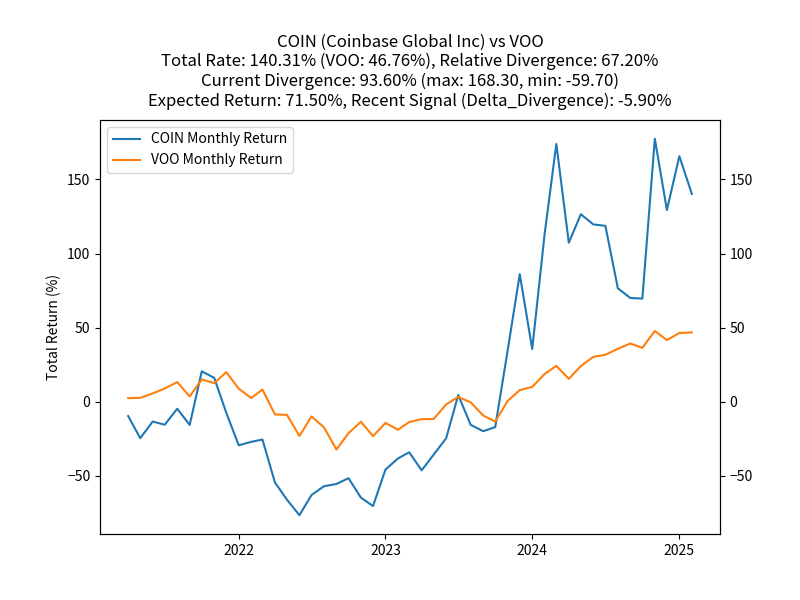 COIN (Coinbase Global Inc) vs VOO
Total Rate: 140.31% (VOO: 46.76%), Relative Divergence: 67.20%
Current Divergence: 93.60% (max: 168.30, min: -59.70)
Expected Return: 71.50%, Recent Signal (Delta_Divergence): -5.90%
COIN Monthly Return
VOO Monthly Return
Total Return (%)
150
100
50
0
−50
150
100
50
0
−50
2022
2023
2024
2025